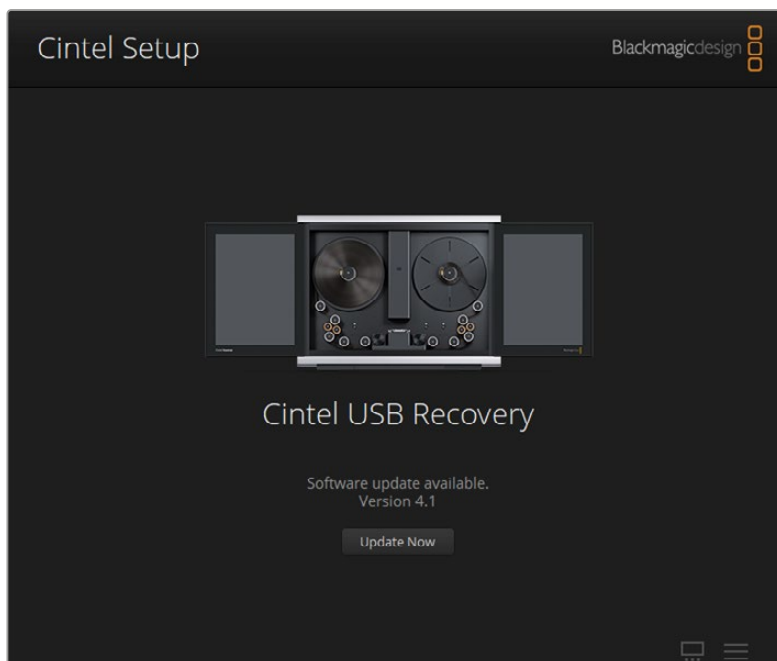 Cintel Setup
Blackmagicdesign
Cintel USB Recovery
Software update available.
Version 4.1
Update Now